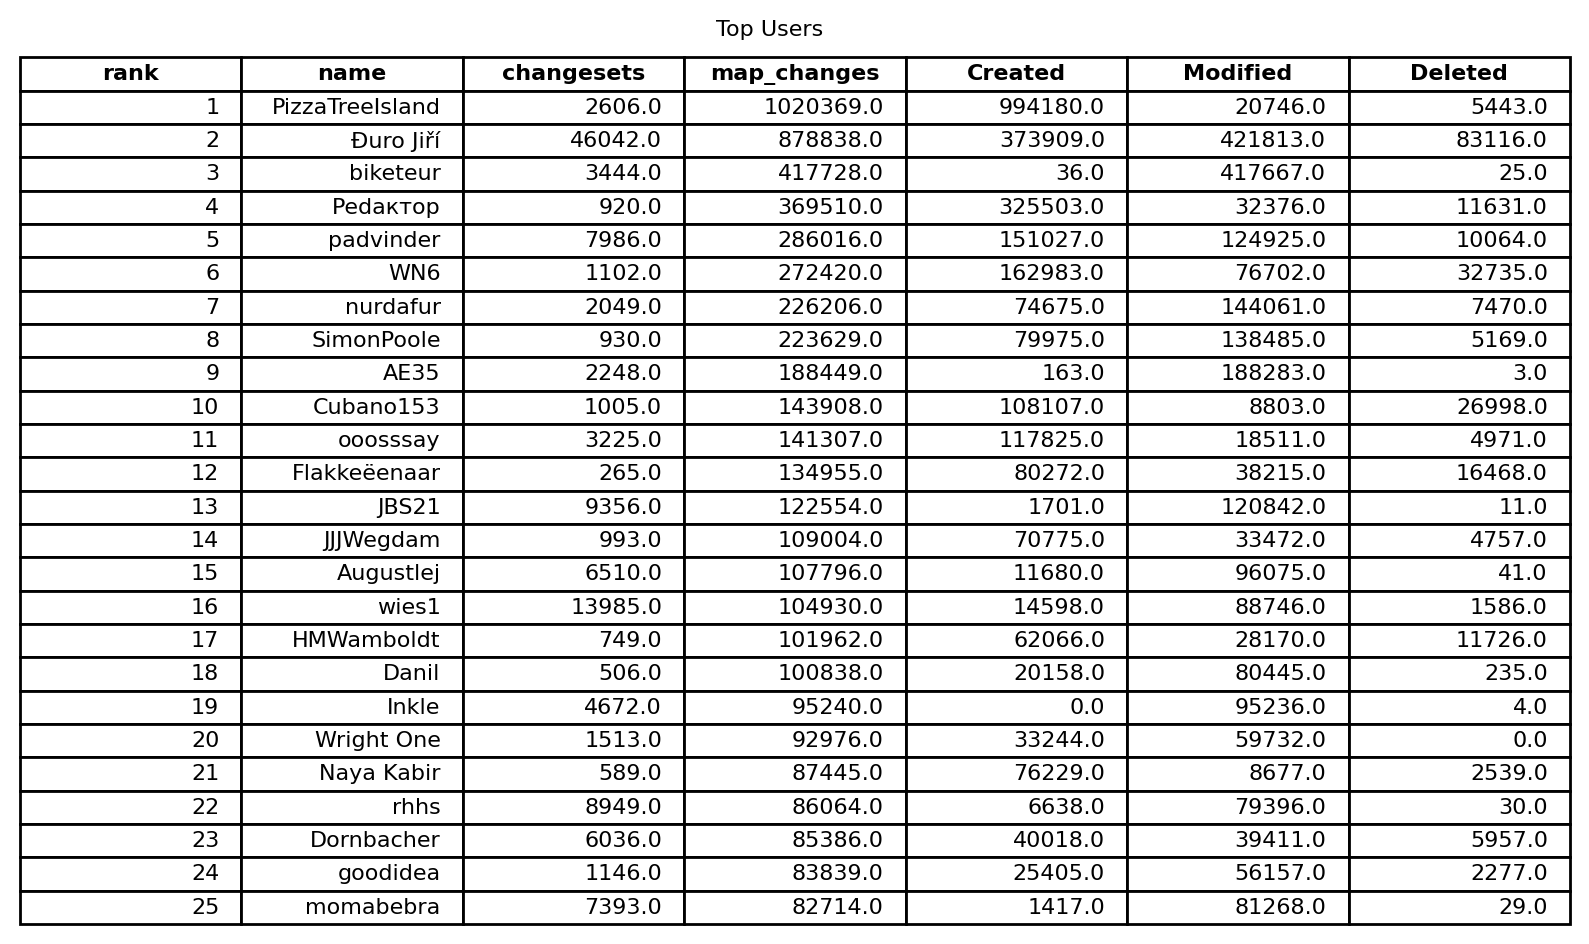 Top Users
rank name changesets map_changes Created Modified Deleted
1 PizzaTreeIsland 2606.0 1020369.0 994180.0 20746.0 5443.0
2 Đuro Jiří 46042.0 878838.0 373909.0 421813.0 83116.0
3 biketeur 3444.0 417728.0 36.0 417667.0 25.0
4 Pedaктop 920.0 369510.0 325503.0 32376.0 11631.0
5 padvinder 7986.0 286016.0 151027.0 124925.0 10064.0
6 WN6 1102.0 272420.0 162983.0 76702.0 32735.0
7 nurdafur 2049.0 226206.0 74675.0 144061.0 7470.0
8 SimonPoole 930.0 223629.0 79975.0 138485.0 5169.0
9 AE35 2248.0 188449.0 163.0 188283.0 3.0
10 Cubano153 1005.0 143908.0 108107.0 8803.0 26998.0
11 ooosssay 3225.0 141307.0 117825.0 18511.0 4971.0
12 Flakkeëenaar 265.0 134955.0 80272.0 38215.0 16468.0
13 JBS21 9356.0 122554.0 1701.0 120842.0 11.0
14 JJJWegdam 993.0 109004.0 70775.0 33472.0 4757.0
15 Augustlej 6510.0 107796.0 11680.0 96075.0 41.0
16 wies1 13985.0 104930.0 14598.0 88746.0 1586.0
17 HMWamboldt 749.0 101962.0 62066.0 28170.0 11726.0
18 Danil 506.0 100838.0 20158.0 80445.0 235.0
19 Inkle 4672.0 95240.0 0.0 95236.0 4.0
20 Wright One 1513.0 92976.0 33244.0 59732.0 0.0
21 Naya Kabir 589.0 87445.0 76229.0 8677.0 2539.0
22 rhhs 8949.0 86064.0 6638.0 79396.0 30.0
23 Dornbacher 6036.0 85386.0 40018.0 39411.0 5957.0
24 goodidea 1146.0 83839.0 25405.0 56157.0 2277.0
25 momabebra 7393.0 82714.0 1417.0 81268.0 29.0